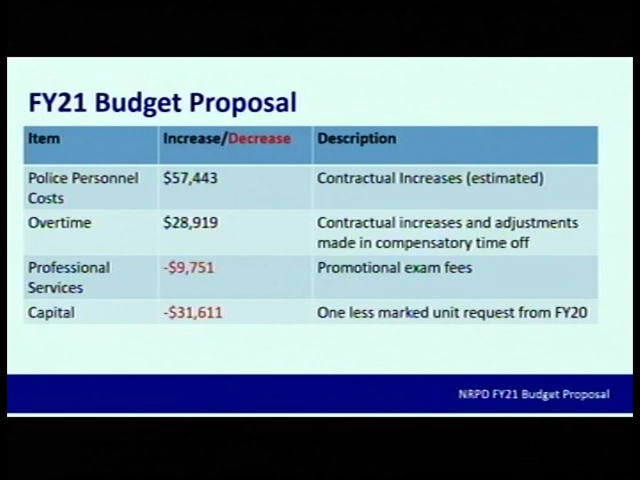 FY21 Budget Proposal
Item Increase/Decrease Description
Police Personnel Costs $57,443 Contractual Increases (estimated)
Overtime $28,919 Contractual increases and adjustments made in compensatory time off
Professional Services -$9,751 Promotional exam fees
Capital -$31,611 One less marked unit request from FY20
NRPD FY21 Budget Proposal